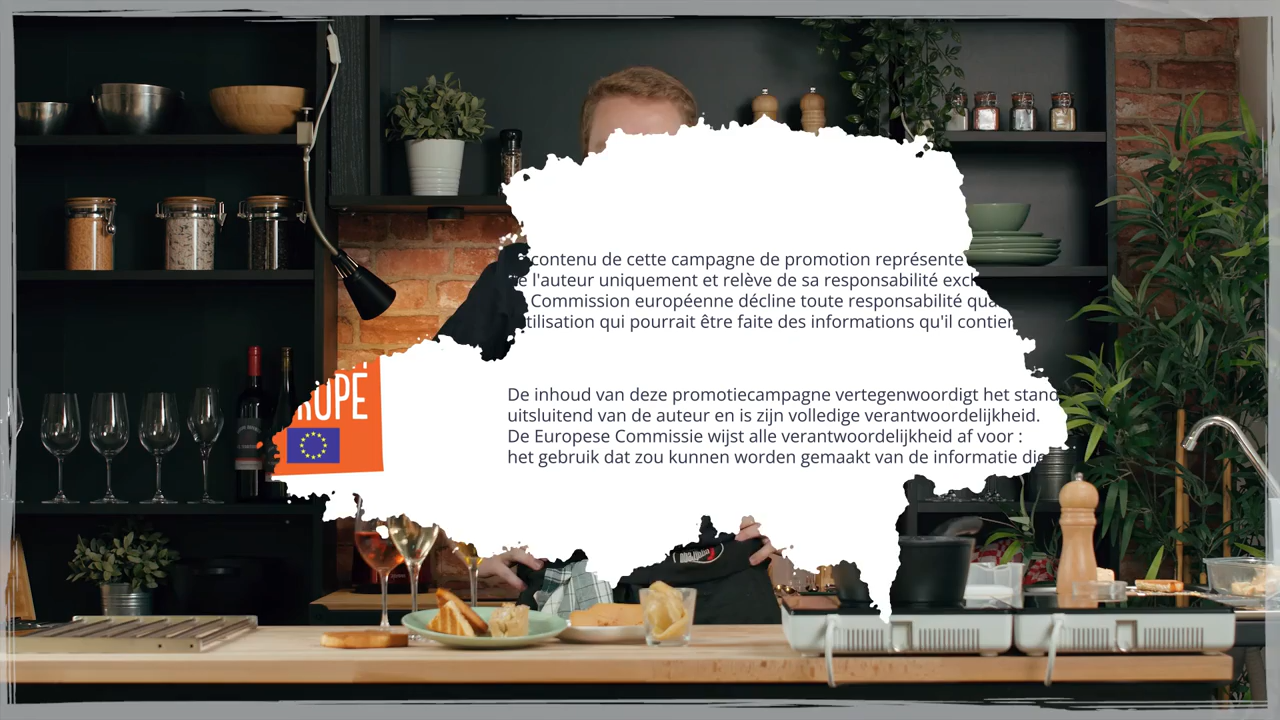 contenu de cette campagne de promotion représente
l'auteur uniquement et relève de sa responsabilité
Commission européenne décline toute responsabilité
qui pourrait être faite des informations qu'il
De inhoud van deze promotiecampagne vertegenwoordigt het
uitsluitend van de auteur en is zijn volledige verantwoordelijkheid.
De Europese Commissie wijst alle verantwoordelijkheid af voor :
het gebruik dat zou kunnen worden gemaakt van de informatie